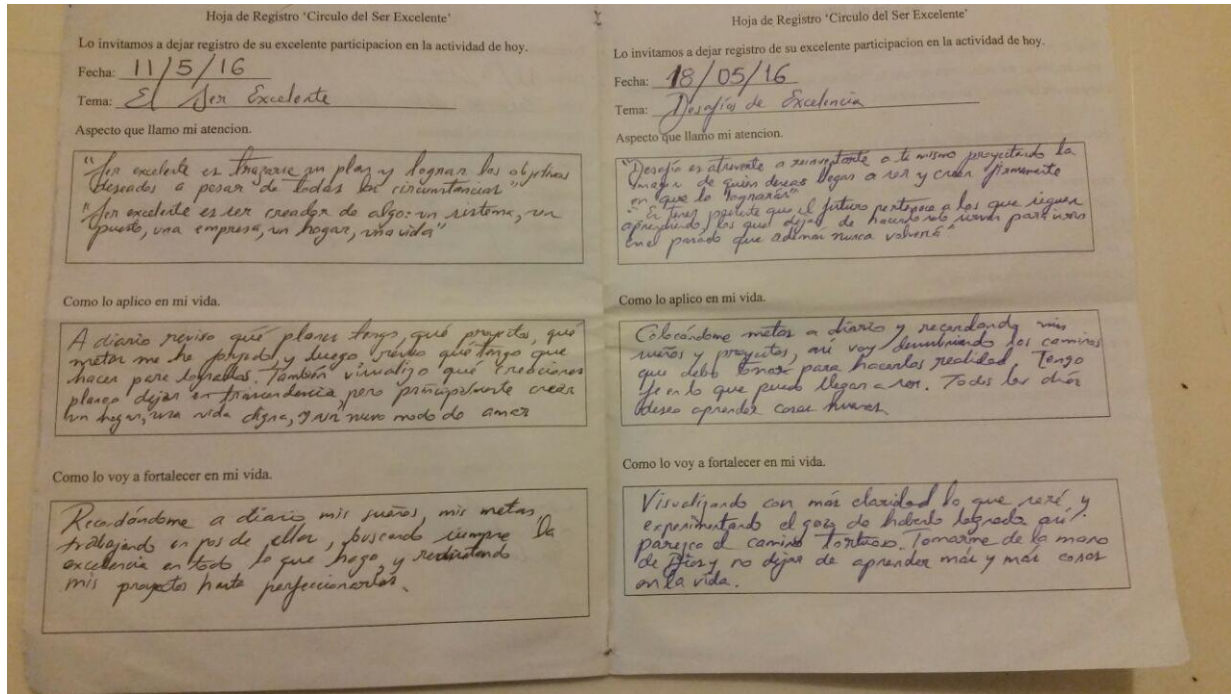 Hoja de Registro ‘Circulo del Ser Excelente’
Lo invitamos a dejar registro de su excelente participacion en la actividad de hoy.
Fecha: 11/5/16
Tema: El Ser Excelente
Aspecto que llamo mi atencion.
“Ser excelente es trazarse un plan y lograr los objetivos
deseados a pesar de todas las circunstancias”
“Ser excelente es ser creador de algo: un sistema, un
puesto, una empresa, un hogar, una vida”
Como lo aplico en mi vida.
A diario reviso qué planes tengo, qué proyectos, qué
metas me he forjado, y luego reviso qué tengo que
hacer para lograrlas. También visualizo qué creaciones
planeo dejar en trascendencia, pero principalmente crear
un hogar, una vida digna, y un nuevo modo de amar
Como lo voy a fortalecer en mi vida.
Recordándome a diario mis sueños, mis metas,
trabajando en pos de ellos, buscando siempre la
excelencia en todo lo que hago, y
mis proyectos hasta perfeccionarlos.
Hoja de Registro ‘Circulo del Ser Excelente’
Lo invitamos a dejar registro de su excelente participacion en la actividad de hoy.
Fecha: 18/05/16
Tema: Desafíos de Excelencia
Aspecto que llamo mi atencion.
“Desafío es atreverte a reinventarte a ti mismo proyectando la
de quién deseas llegar a ser y creer firmemente
en que lo lograrás”
“Es tener presente que el futuro pertenece a los que siguen
aprendiendo, los que dejan de hacerlo solo sirven para vivir
en el pasado que además nunca volverá”
Como lo aplico en mi vida.
Colocándome metas a diario y recordando mis
sueños y proyectos, así voy los caminos
que debo tomar para hacerlos realidad. Tengo
fe en lo que puedo llegar a ser. Todos los días
deseo aprender cosas nuevas.
Como lo voy a fortalecer en mi vida.
Visualizando con más claridad lo que seré, y
experimentando el gozo de haberlo logrado así
parezca el camino tortuoso. Tomarme de la mano
de Dios y no dejar de aprender más y más cosas
en la vida.